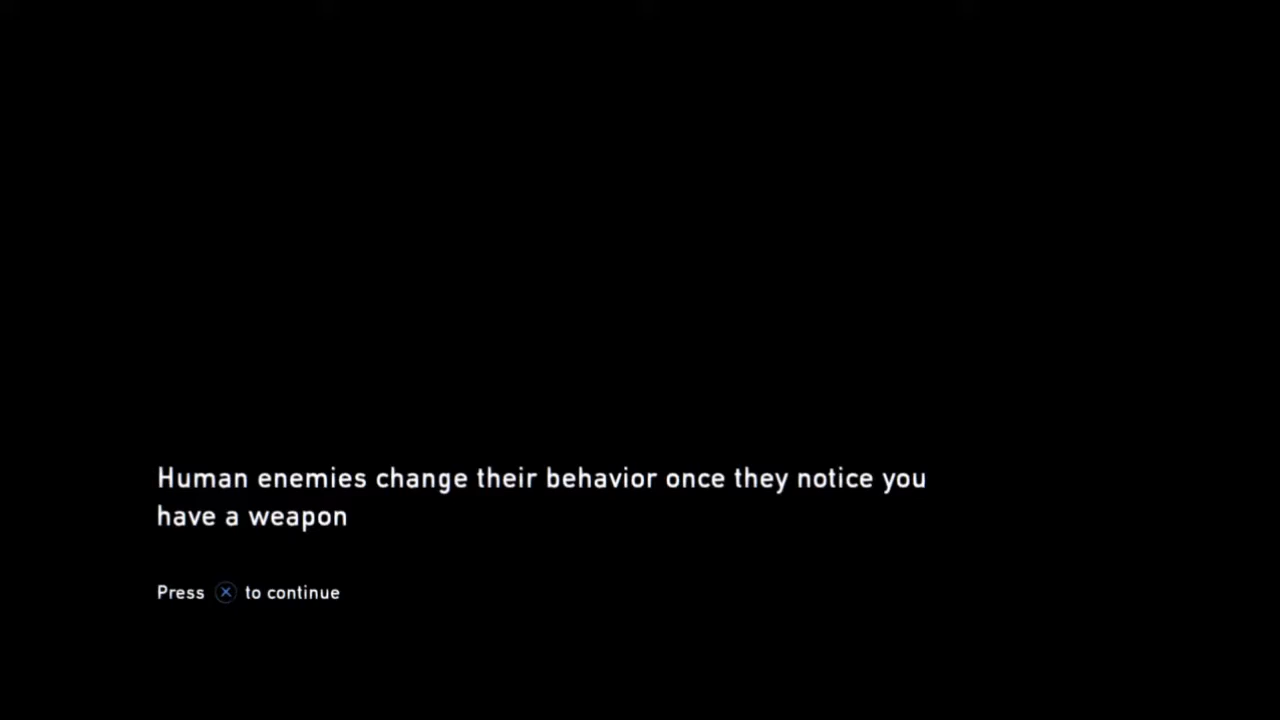 Human enemies change their behavior once they notice you
have a weapon
Press ⓧ to continue